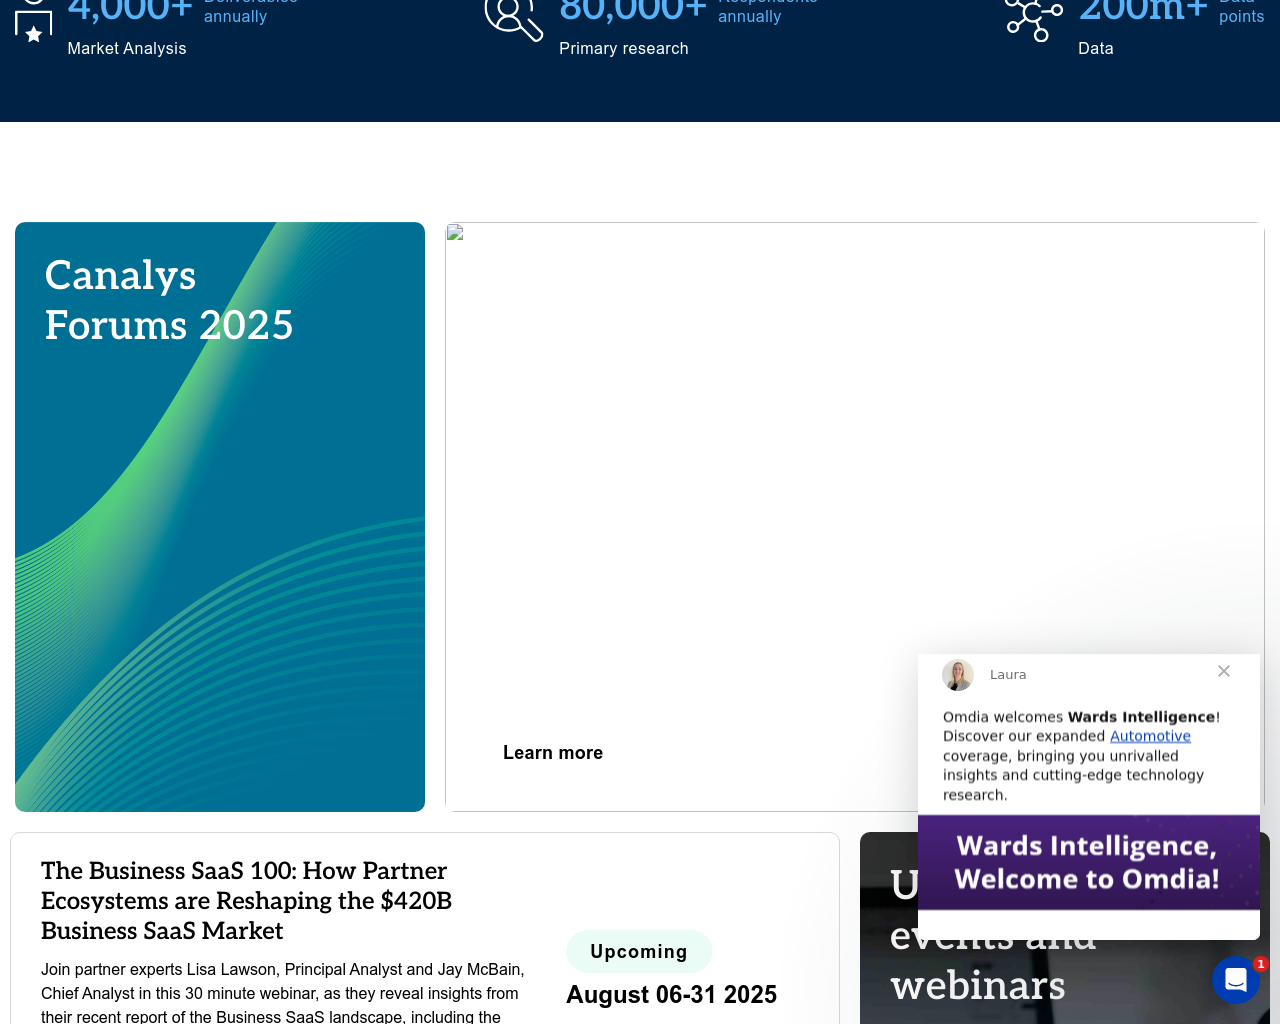 4,000+ Deliverables annually
Market Analysis
80,000+ Respondents annually
Primary research
200m+ Data points
Data
Canalys
Forums 2025
Learn more
Laura
Omdia welcomes Wards Intelligence!
Discover our expanded Automotive
coverage, bringing you unrivalled
insights and cutting-edge technology
research.
Wards Intelligence,
Welcome to Omdia!
The Business SaaS 100: How Partner
Ecosystems are Reshaping the $420B
Business SaaS Market
Join partner experts Lisa Lawson, Principal Analyst and Jay McBain,
Chief Analyst in this 30 minute webinar, as they reveal insights from
their recent report of the Business SaaS landscape, including the
Upcoming
August 06-31 2025
events and
webinars
1